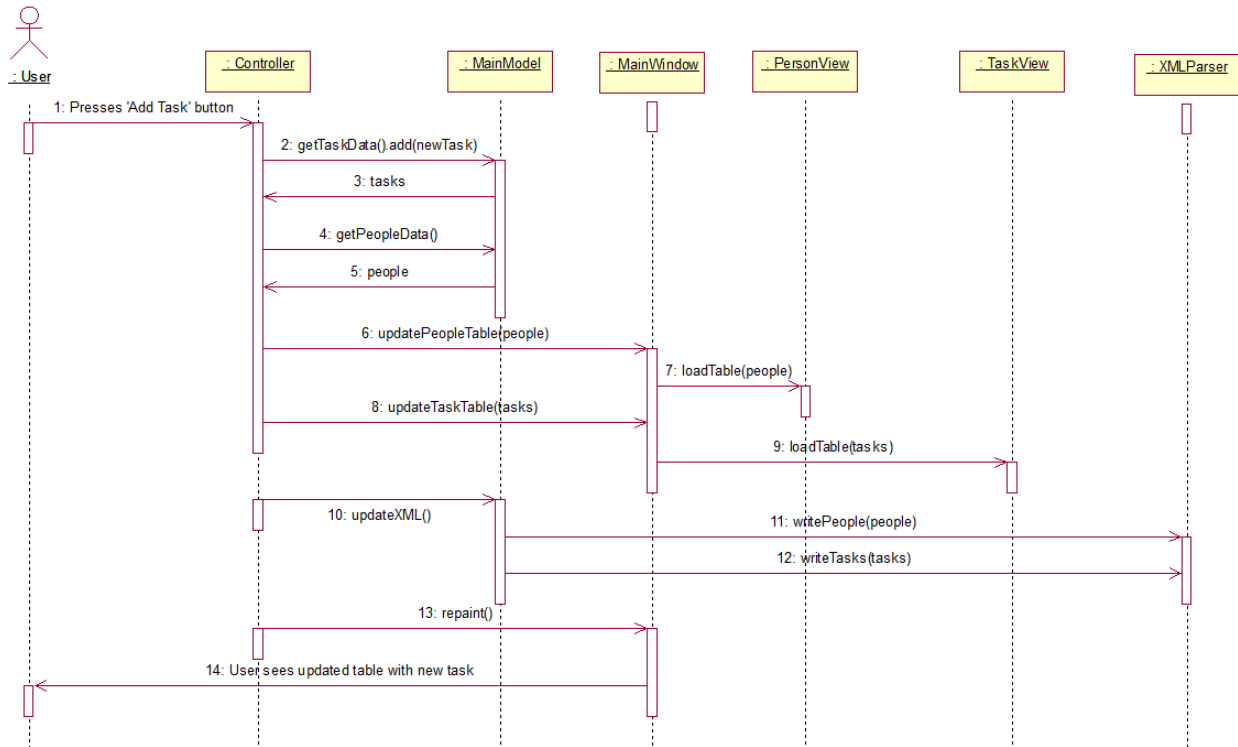 : User
: Controller
: MainModel
: MainWindow
: PersonView
: TaskView
: XMLParser
1: Presses 'Add Task' button
2: getTaskData().add(newTask)
3: tasks
4: getPeopleData()
5: people
6: updatePeopleTable(people)
7: loadTable(people)
8: updateTaskTable(tasks)
9: loadTable(tasks)
10: updateXML()
11: writePeople(people)
12: writeTasks(tasks)
13: repaint()
14: User sees updated table with new task